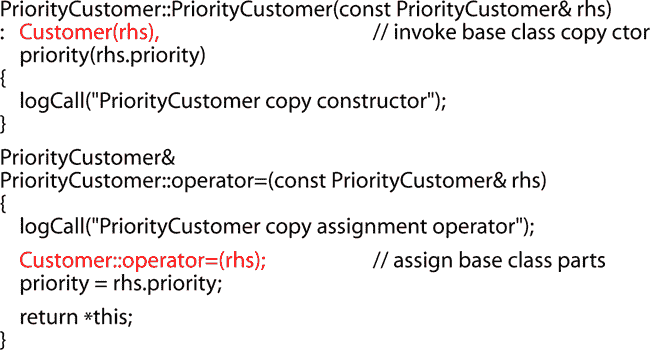 PriorityCustomer::PriorityCustomer(const PriorityCustomer& rhs)
: Customer(rhs), // invoke base class copy ctor
priority(rhs.priority)
{
logCall("PriorityCustomer copy constructor");
}
PriorityCustomer&
PriorityCustomer::operator=(const PriorityCustomer& rhs)
{
logCall("PriorityCustomer copy assignment operator");
Customer::operator=(rhs); // assign base class parts
priority = rhs.priority;
return *this;
}